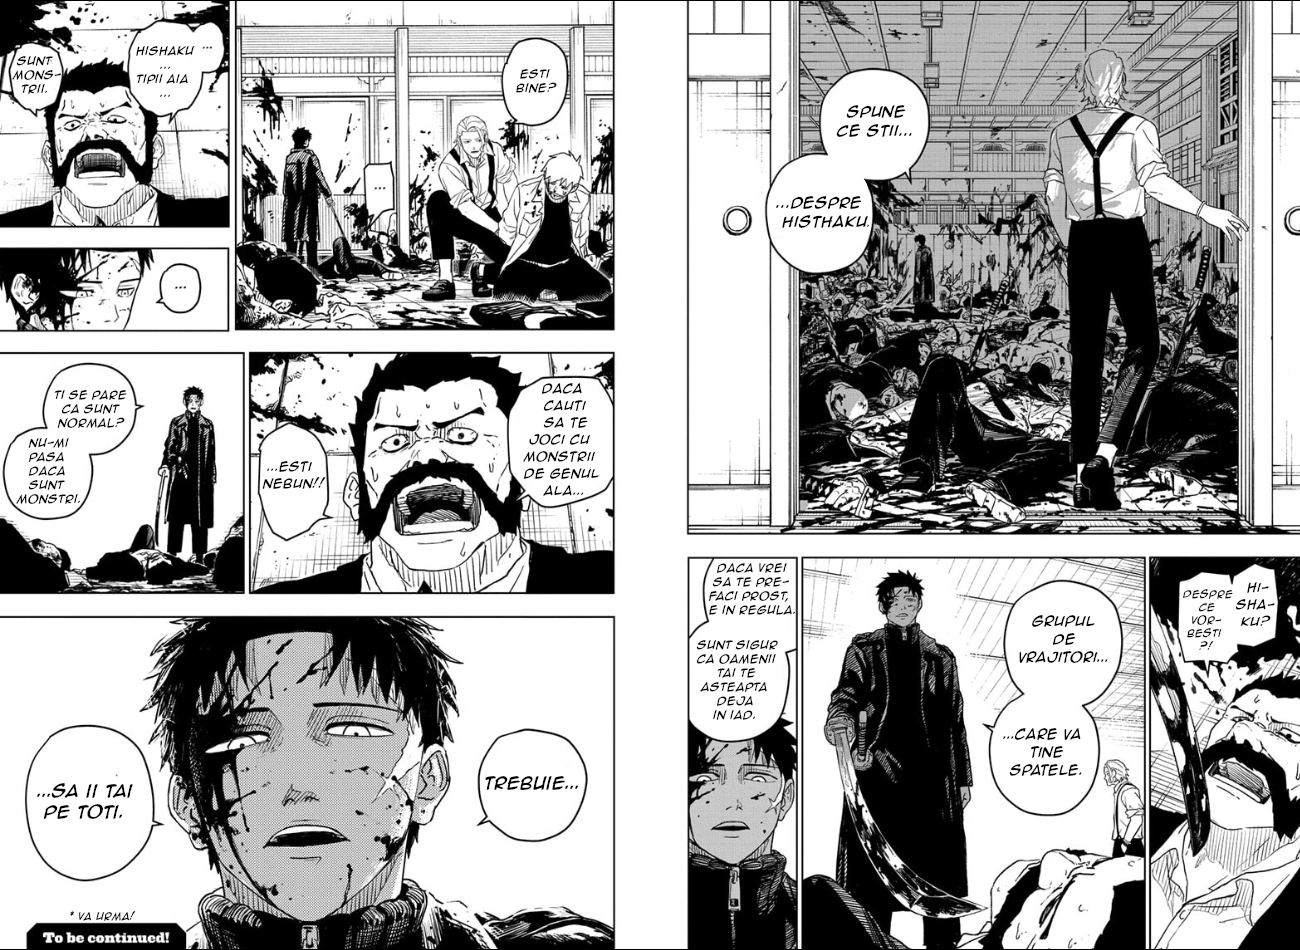 SPUNE
CE STII...
...DESPRE
HISTHAKU.
HI-
SHA-
KU?
DESPRE
CE
VOR-
BESTI
?!
GRUPUL
DE
VRAJITORI...
...CARE VA
TINE
SPATELE.
DACA VREI
SA TE PRE-
FACI PROST,
E IN REGULA.
SUNT SIGUR
CA OAMENII
TAI TE
ASTEAPTA
DEJA
IN IAD.
ESTI
BINE?
...
HISHAKU ...
...
TIPII AIA
...
SUNT
MONS-
TRII.
...
DACA
CAUTI
SA TE
JOCI CU
MONSTRII
DE GENUL
ALA...
...ESTI
NEBUN!!
TI SE PARE
CA SUNT
NORMAL?
NU-MI
PASA
DACA
SUNT
MONSTRI.
TREBUIE...
...SA II TAI
PE TOTI.
* VA URMA!
To be continued!